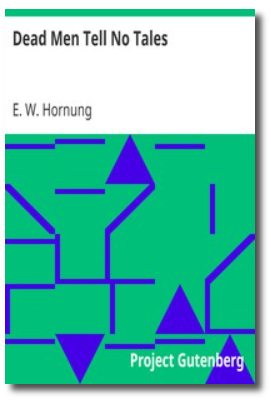 Dead Men Tell No Tales
E. W. Hornung
Project Gutenberg